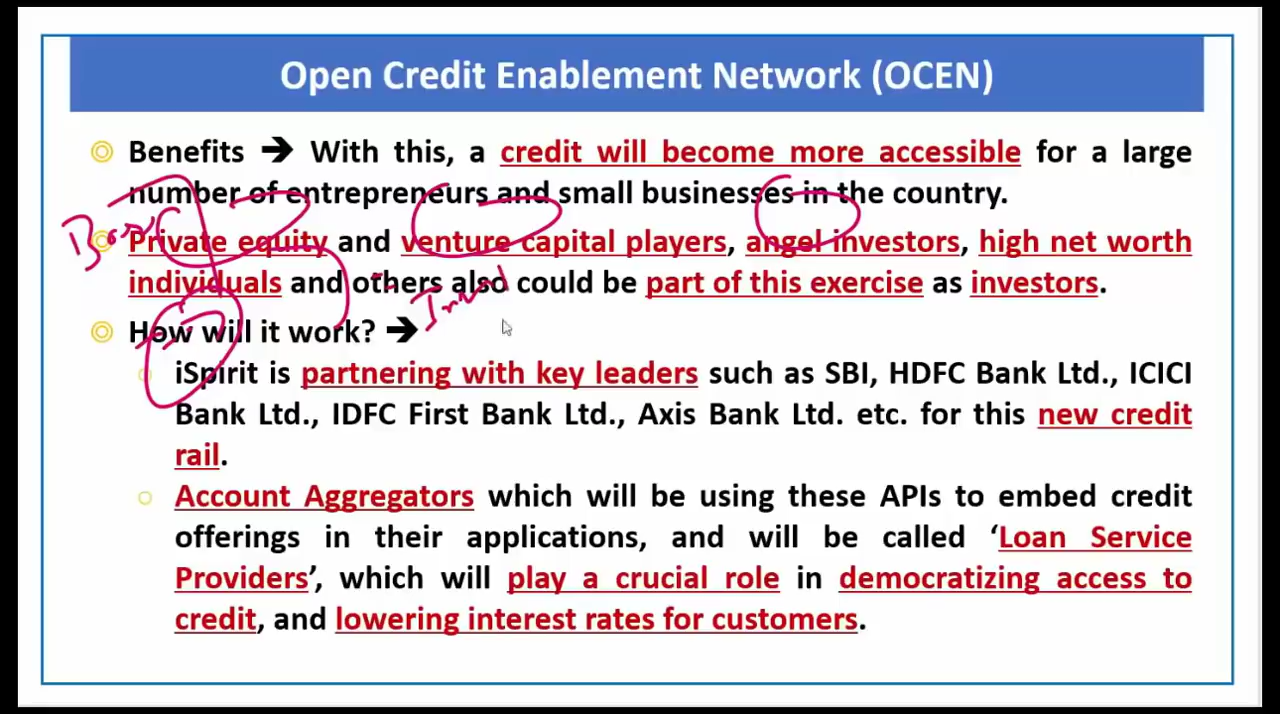 Open Credit Enablement Network (OCEN)
Benefits ➔ With this, a credit will become more accessible for a large
number of entrepreneurs and small businesses in the country.
Private equity and venture capital players, angel investors, high net worth
individuals and others also could be part of this exercise as investors.
How will it work? ➔
iSpirit is partnering with key leaders such as SBI, HDFC Bank Ltd., ICICI
Bank Ltd., IDFC First Bank Ltd., Axis Bank Ltd. etc. for this new credit
rail.
Account Aggregators which will be using these APIs to embed credit
offerings in their applications, and will be called ‘Loan Service
Providers’, which will play a crucial role in democratizing access to
credit, and lowering interest rates for customers.